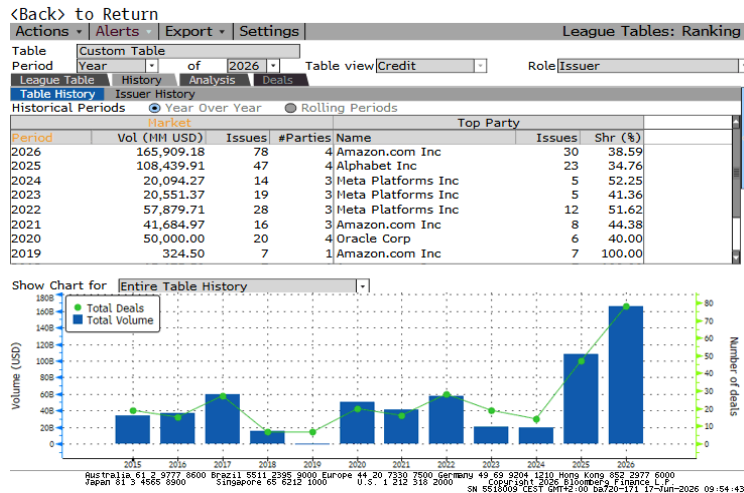 <Back> to Return
Actions Alerts Export Settings League Tables: Ranking
Table Custom Table
Period Year of 2026 Table view Credit Role Issuer
League Table History Analysis Deals
Table History Issuer History
Historical Periods Year Over Year Rolling Periods
Market Top Party
Period Vol (MM USD) Issues #Parties Name Issues Shr (%)
2026 165,909.18 78 4 Amazon.com Inc 30 38.59
2025 108,439.91 47 4 Alphabet Inc 23 34.76
2024 20,094.27 14 3 Meta Platforms Inc 5 52.25
2023 20,551.37 19 3 Meta Platforms Inc 5 41.36
2022 57,879.71 28 3 Meta Platforms Inc 12 51.62
2021 41,684.97 16 3 Amazon.com Inc 8 44.38
2020 50,000.00 20 4 Oracle Corp 6 40.00
2019 324.50 7 1 Amazon.com Inc 7 100.00
Show Chart for Entire Table History
Total Deals
Total Volume
Volume (USD)
180B
160B
140B
120B
100B
80B
60B
40B
20B
0
Number of deals
80
70
60
50
40
30
20
10
0
2015 2016 2017 2018 2019 2020 2021 2022 2023 2024 2025 2026
Australia 61 2 9777 8600 Brazil 5511 2395 9000 Europe 44 20 7330 7500 Germany 49 69 9204 1210 Hong Kong 852 2977 6000
Japan 81 3 4565 8900 Singapore 65 6212 1000 U.S. 1 212 318 2000 Copyright 2026 Bloomberg Finance L.P.
SN 5518009 CEST GMT+2:00 ba720-171 17-Jun-2026 09:54:43